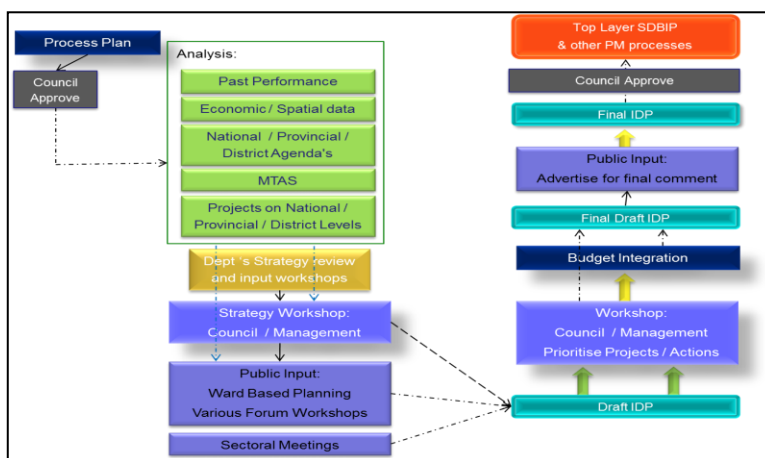 Process Plan
Council
Approve
Analysis:
Past Performance
Economic / Spatial data
National / Provincial /
District Agenda's
MTAS
Projects on National /
Provincial / District Levels
Dept 's Strategy review
and input workshops
Strategy Workshop:
Council / Management
Public Input:
Ward Based Planning
Various Forum Workshops
Sectoral Meetings
Top Layer SDBIP
& other PM processes
Council Approve
Final IDP
Public Input:
Advertise for final comment
Final Draft IDP
Budget Integration
Workshop:
Council / Management
Prioritise Projects / Actions
Draft IDP